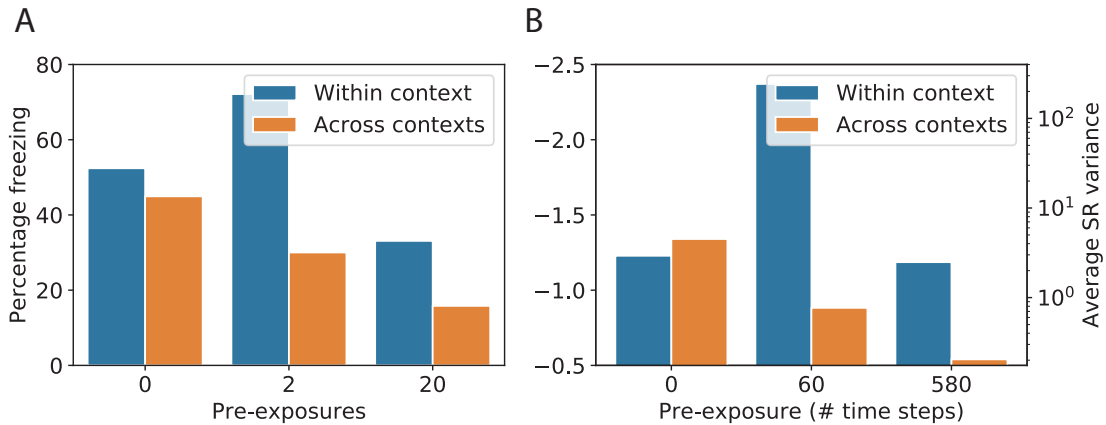 A
80
60
40
20
0
Percentage freezing
Within context
Across contexts
0 2 20
Pre-exposures
B
−2.5
−2.0
−1.5
−1.0
−0.5
Within context
Across contexts
10²
10¹
10⁰
Average SR variance
0 60 580
Pre-exposure (# time steps)